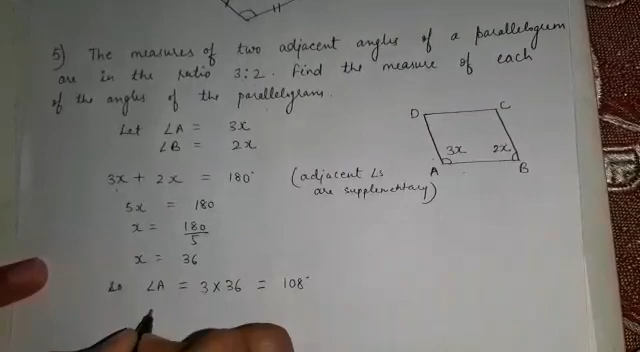 H
5) The measures of two adjacent angles of a parallelogram
are in the ratio 3:2. Find the measure of each
of the angles of the parallelogram.
Let ∠A = 3x
∠B = 2x
3x + 2x = 180° (adjacent ∠s
are supplementary)
5x = 180
x = 180/5
x = 36
So ∠A = 3 × 36 = 108°
D C
3x 2x
A B